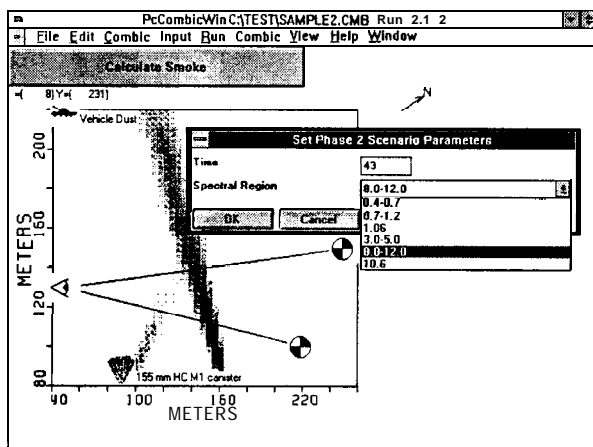 PcCombicWin C:\TEST\SAMPLE2.CMB Run 2.1 2
File Edit Combic Input Run Combic View Help Window
Calculate Smoke
=( 8)Y=( 231)
N
Vehicle Dust
Set Phase 2 Scenario Parameters
Time 43
Spectral Region 8.0-12.0
0.4-0.7
0.7-1.2
1.06
3.0-5.0
8.0-12.0
10.6
OK Cancel
METERS
200
160
120
80
155 mm HC M1 canister
40 100 160 220
METERS